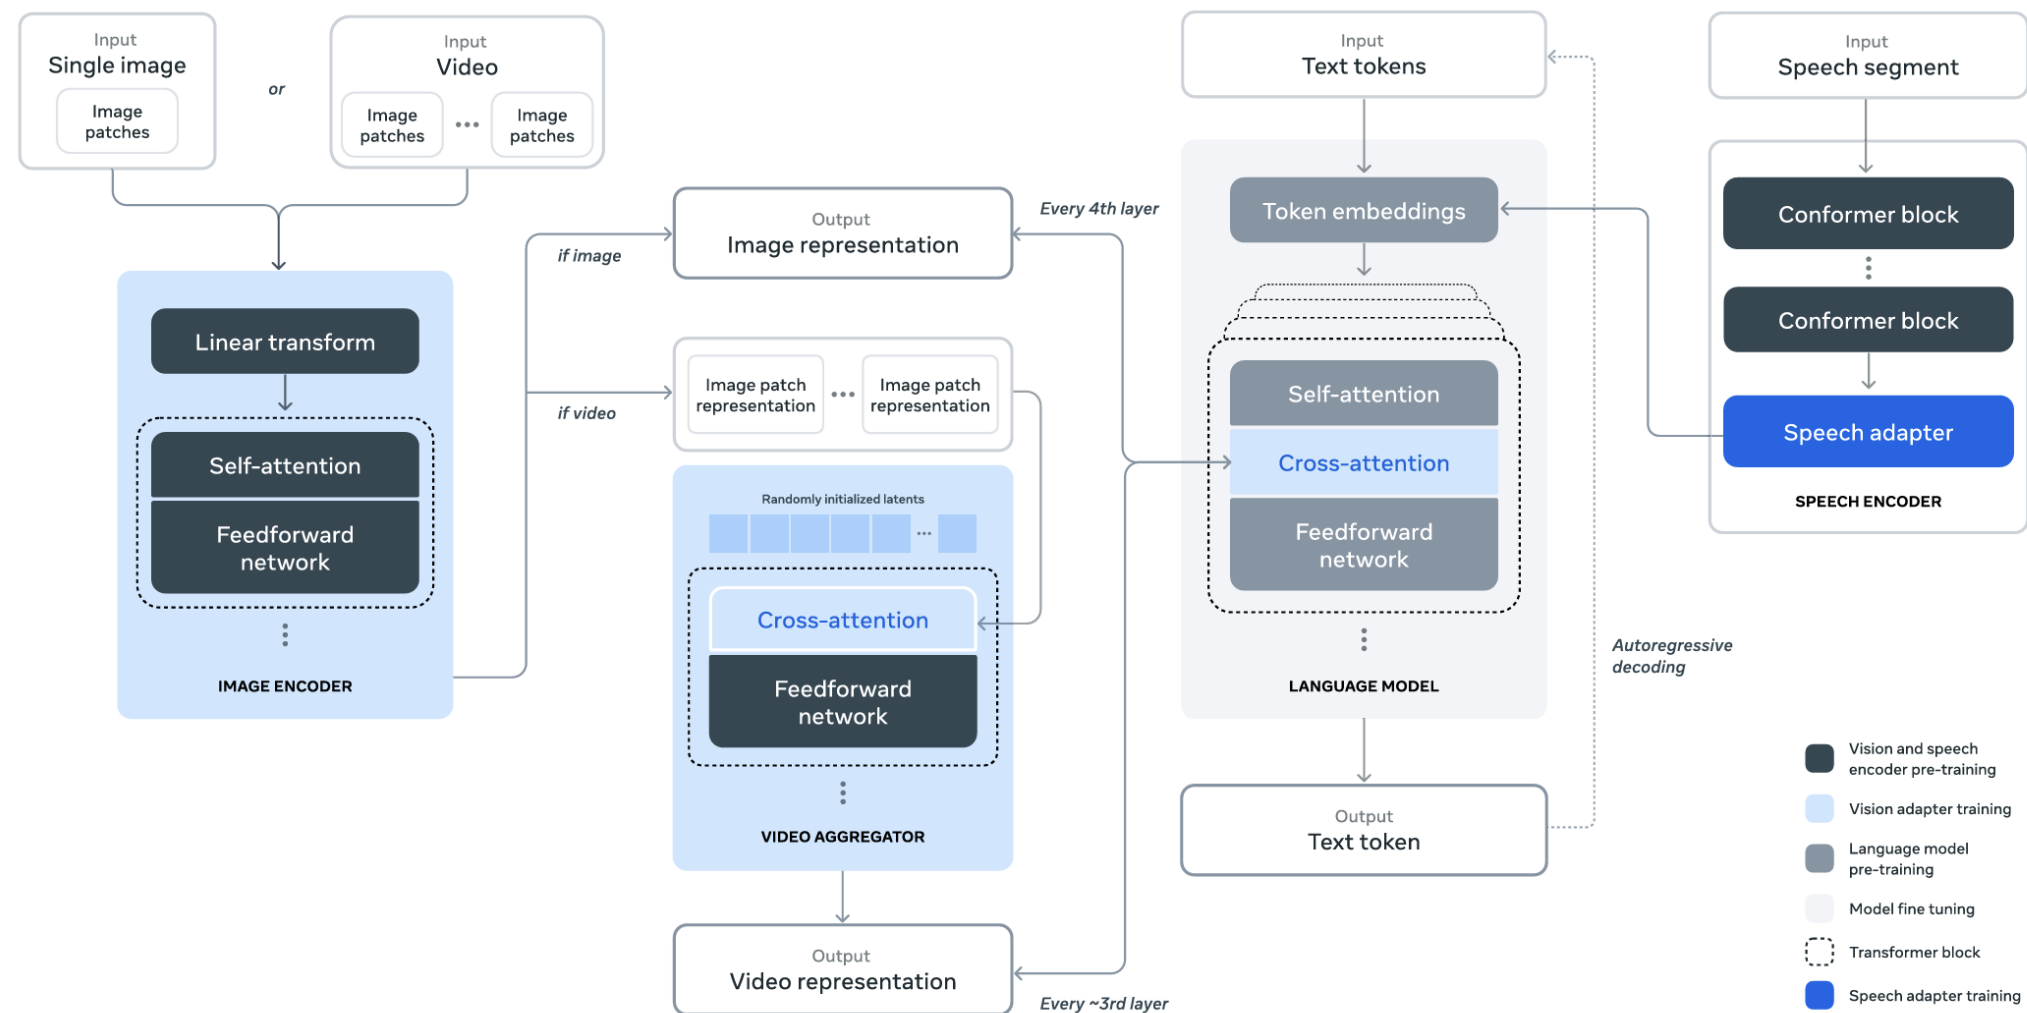 Input
Single image
Image
patches
or
Input
Video
Image
patches
...
Image
patches
Linear transform
Self-attention
Feedforward
network
IMAGE ENCODER
if image
if video
Output
Image representation
Every 4th layer
Image patch
representation
...
Image patch
representation
Randomly initialized latents
...
Cross-attention
Feedforward
network
VIDEO AGGREGATOR
Output
Video representation
Every ~3rd layer
Input
Text tokens
Token embeddings
Self-attention
Cross-attention
Feedforward
network
LANGUAGE MODEL
Output
Text token
Autoregressive
decoding
Input
Speech segment
Conformer block
Conformer block
Speech adapter
SPEECH ENCODER
Vision and speech
encoder pre-training
Vision adapter training
Language model
pre-training
Model fine tuning
Transformer block
Speech adapter training